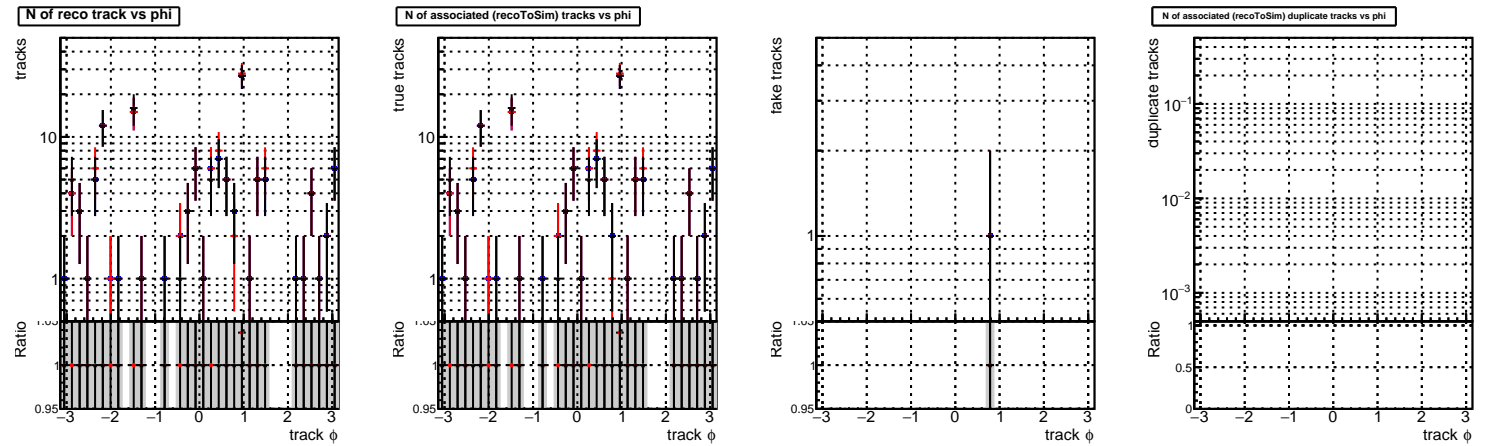 N of reco track vs phi
tracks
10
1
Ratio
1.05
1
0.95
−3 −2 −1 0 1 2 3
track ϕ
N of associated (recoToSim) tracks vs phi
true tracks
10
1
Ratio
1.05
1
0.95
−3 −2 −1 0 1 2 3
track ϕ
fake tracks
1
Ratio
1.05
1
0.95
−3 −2 −1 0 1 2 3
track ϕ
N of associated (recoToSim) duplicate tracks vs phi
duplicate tracks
10⁻¹
10⁻²
10⁻³
Ratio
1
0.5
0
−3 −2 −1 0 1 2 3
track ϕ